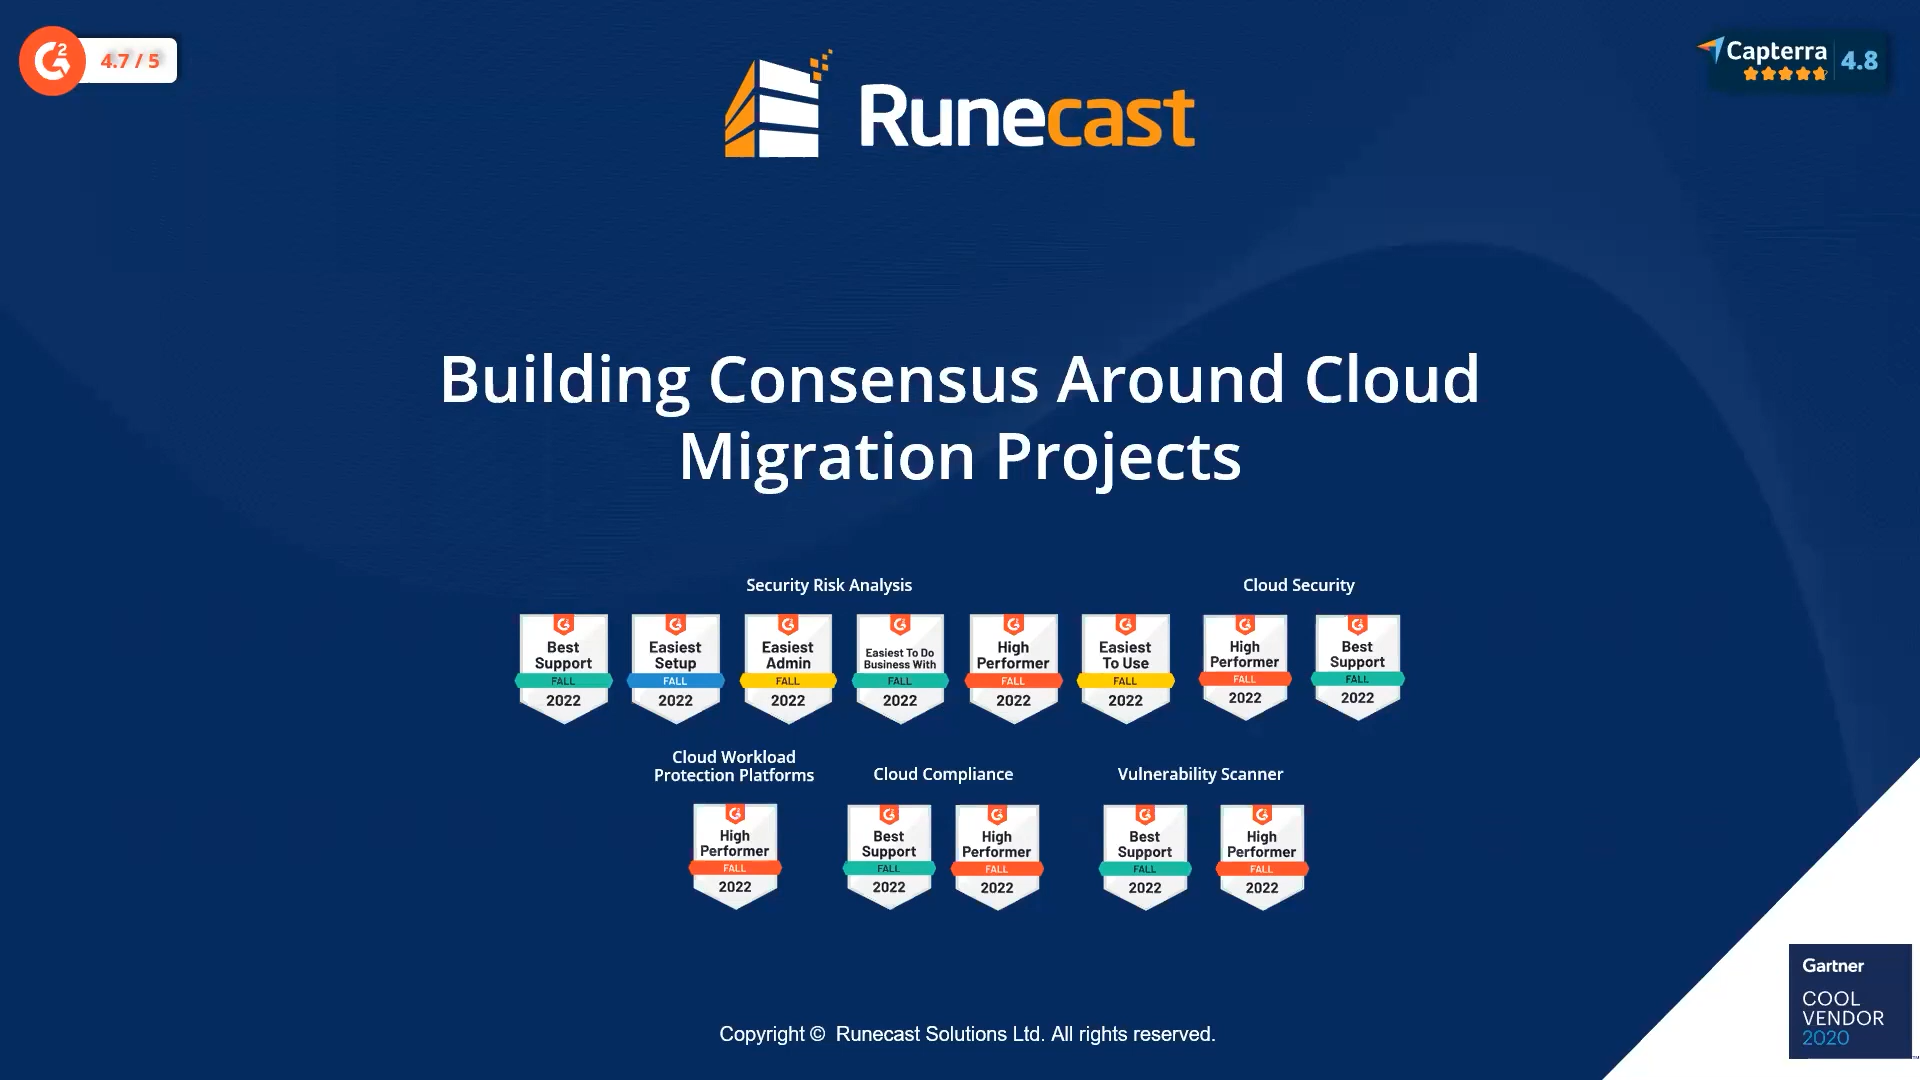 4.7 / 5
Capterra 4.8
Runecast
Building Consensus Around Cloud
Migration Projects
Security Risk Analysis
Best
Support
FALL
2022
Easiest
Setup
FALL
2022
Easiest
Admin
FALL
2022
Easiest To Do
Business With
FALL
2022
High
Performer
FALL
2022
Easiest
To Use
FALL
2022
Cloud Security
High
Performer
FALL
2022
Best
Support
FALL
2022
Cloud Workload
Protection Platforms
High
Performer
FALL
2022
Cloud Compliance
Best
Support
FALL
2022
High
Performer
FALL
2022
Vulnerability Scanner
Best
Support
FALL
2022
High
Performer
FALL
2022
Copyright © Runecast Solutions Ltd. All rights reserved.
Gartner
COOL
VENDOR
2020